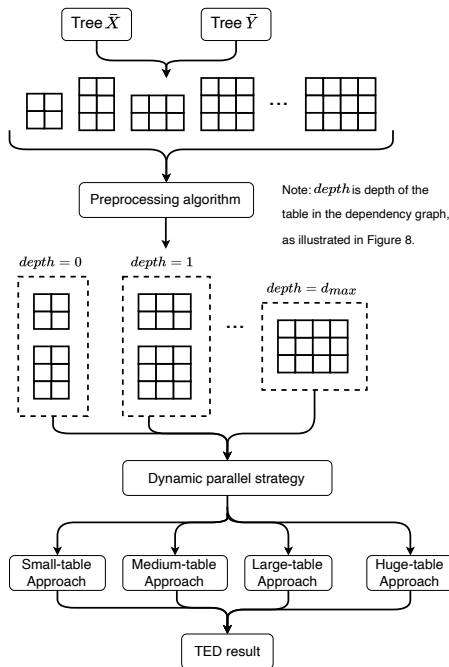 Tree X̄
Tree Ȳ
...
Preprocessing algorithm
Note: depth is depth of the
table in the dependency graph,
as illustrated in Figure 8.
depth = 0
depth = 1
depth = d_max
...
Dynamic parallel strategy
Small-table
Approach
Medium-table
Approach
Large-table
Approach
Huge-table
Approach
TED result